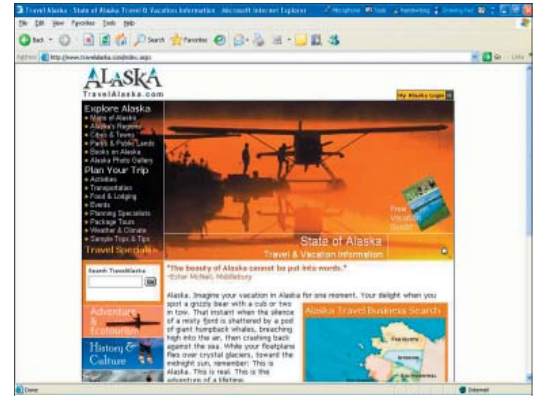 Travel Alaska - State of Alaska Travel & Vacation Information - Microsoft Internet Explorer
File Edit View Favorites Tools Help
Back Search Favorites
Address http://www.travelalaska.com/index.aspx Go Links
ALASKA
TravelAlaska.com
My Alaska Login
Explore Alaska
Maps of Alaska
Alaska's Regions
Cities & Towns
Parks & Public Lands
Books on Alaska
Alaska Photo Gallery
Plan Your Trip
Activities
Transportation
Food & Lodging
Events
Planning Specialists
Package Tours
Weather & Climate
Sample Trips & Tips
Travel Specials
Free
Vacation
Guide
State of Alaska
Travel & Vacation Information
Search TravelAlaska
Adventure
&
Ecotourism
History &
Culture
"The beauty of Alaska cannot be put into words."
-Ester McNeil, Middlebury
Alaska. Imagine your vacation in Alaska for one moment. Your delight when you
spot a grizzly bear with a cub or two
in tow. That instant when the silence
of a misty fjord is shattered by a pod
of giant humpback whales, breaching
high into the air, then crashing back
against the sea. While your floatplane
flies over crystal glaciers, toward the
midnight sun, remember: This is
Alaska. This is real. This is the
adventure of a lifetime.
Alaska Travel Business Search
FAR NORTH
INTERIOR
Done
Internet